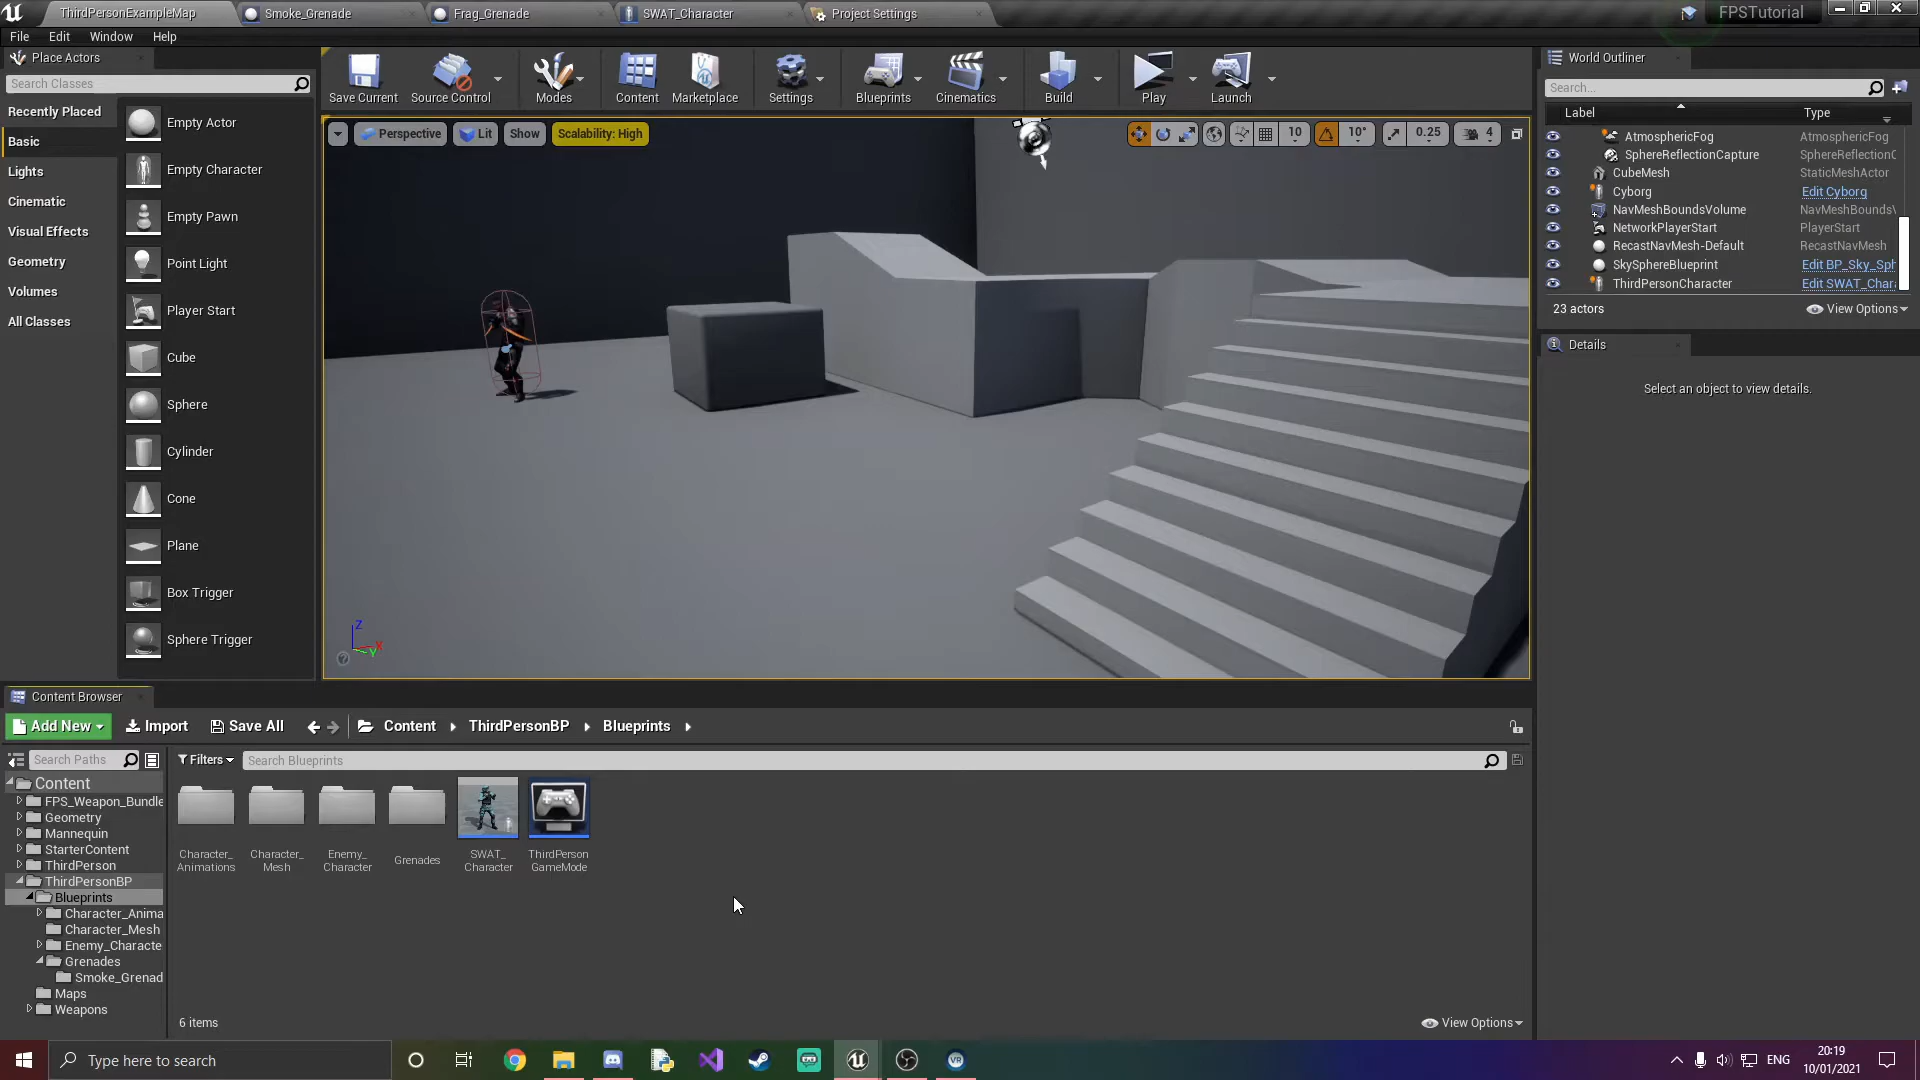 ThirdPersonExampleMap
Smoke_Grenade
Frag_Grenade
SWAT_Character
Project Settings
FPSTutorial
File Edit Window Help
Place Actors
Search Classes
Recently Placed
Basic
Lights
Cinematic
Visual Effects
Geometry
Volumes
All Classes
Empty Actor
Empty Character
Empty Pawn
Point Light
Player Start
Cube
Sphere
Cylinder
Cone
Plane
Box Trigger
Sphere Trigger
Save Current
Source Control
Modes
Content
Marketplace
Settings
Blueprints
Cinematics
Build
Play
Launch
Perspective
Lit
Show
Scalability: High
10
10°
0.25
4
Z
X
Y
World Outliner
Search...
Label Type
AtmosphericFog AtmosphericFog
SphereReflectionCapture SphereReflectionC
CubeMesh StaticMeshActor
Cyborg Edit Cyborg
NavMeshBoundsVolume NavMeshBoundsV
NetworkPlayerStart PlayerStart
RecastNavMesh-Default RecastNavMesh
SkySphereBlueprint Edit BP_Sky_Sph
ThirdPersonCharacter Edit SWAT_Chara
23 actors
View Options
Details
Select an object to view details.
Content Browser
Add New
Import
Save All
Content
ThirdPersonBP
Blueprints
Search Paths
Filters
Search Blueprints
Content
FPS_Weapon_Bundle
Geometry
Mannequin
StarterContent
ThirdPerson
ThirdPersonBP
Blueprints
Character_Anima
Character_Mesh
Enemy_Characte
Grenades
Smoke_Grenad
Maps
Weapons
Character_
Animations
Character_
Mesh
Enemy_
Character
Grenades
SWAT_
Character
ThirdPerson
GameMode
6 items
View Options
Type here to search
ENG
20:19
10/01/2021